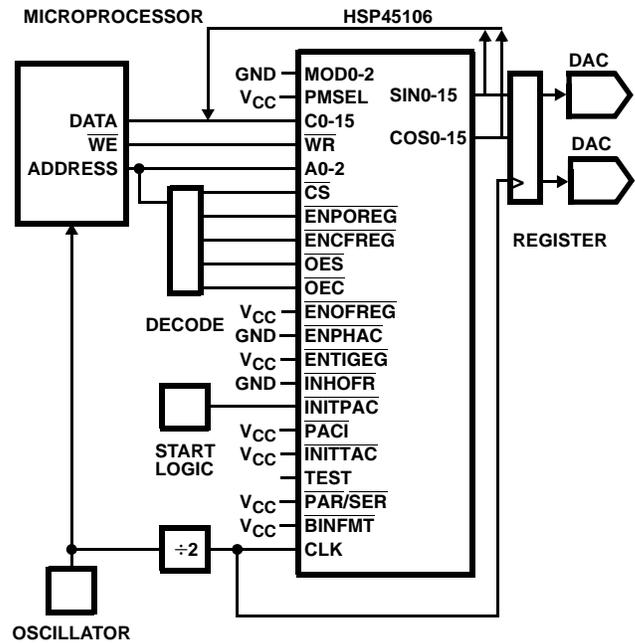 MICROPROCESSOR
HSP45106
DATA
WE
ADDRESS
DECODE
START
LOGIC
OSCILLATOR
÷2
GND
MOD0-2
VCC
PMSEL
C0-15
WR
A0-2
CS
ENPOREG
ENCFREG
OES
OEC
VCC
ENOFREG
GND
ENPHAC
VCC
ENTIGEG
GND
INHOFR
INITPAC
VCC
PACI
VCC
INITTAC
TEST
VCC
PAR/SER
VCC
BINFMT
CLK
SIN0-15
COS0-15
DAC
DAC
REGISTER